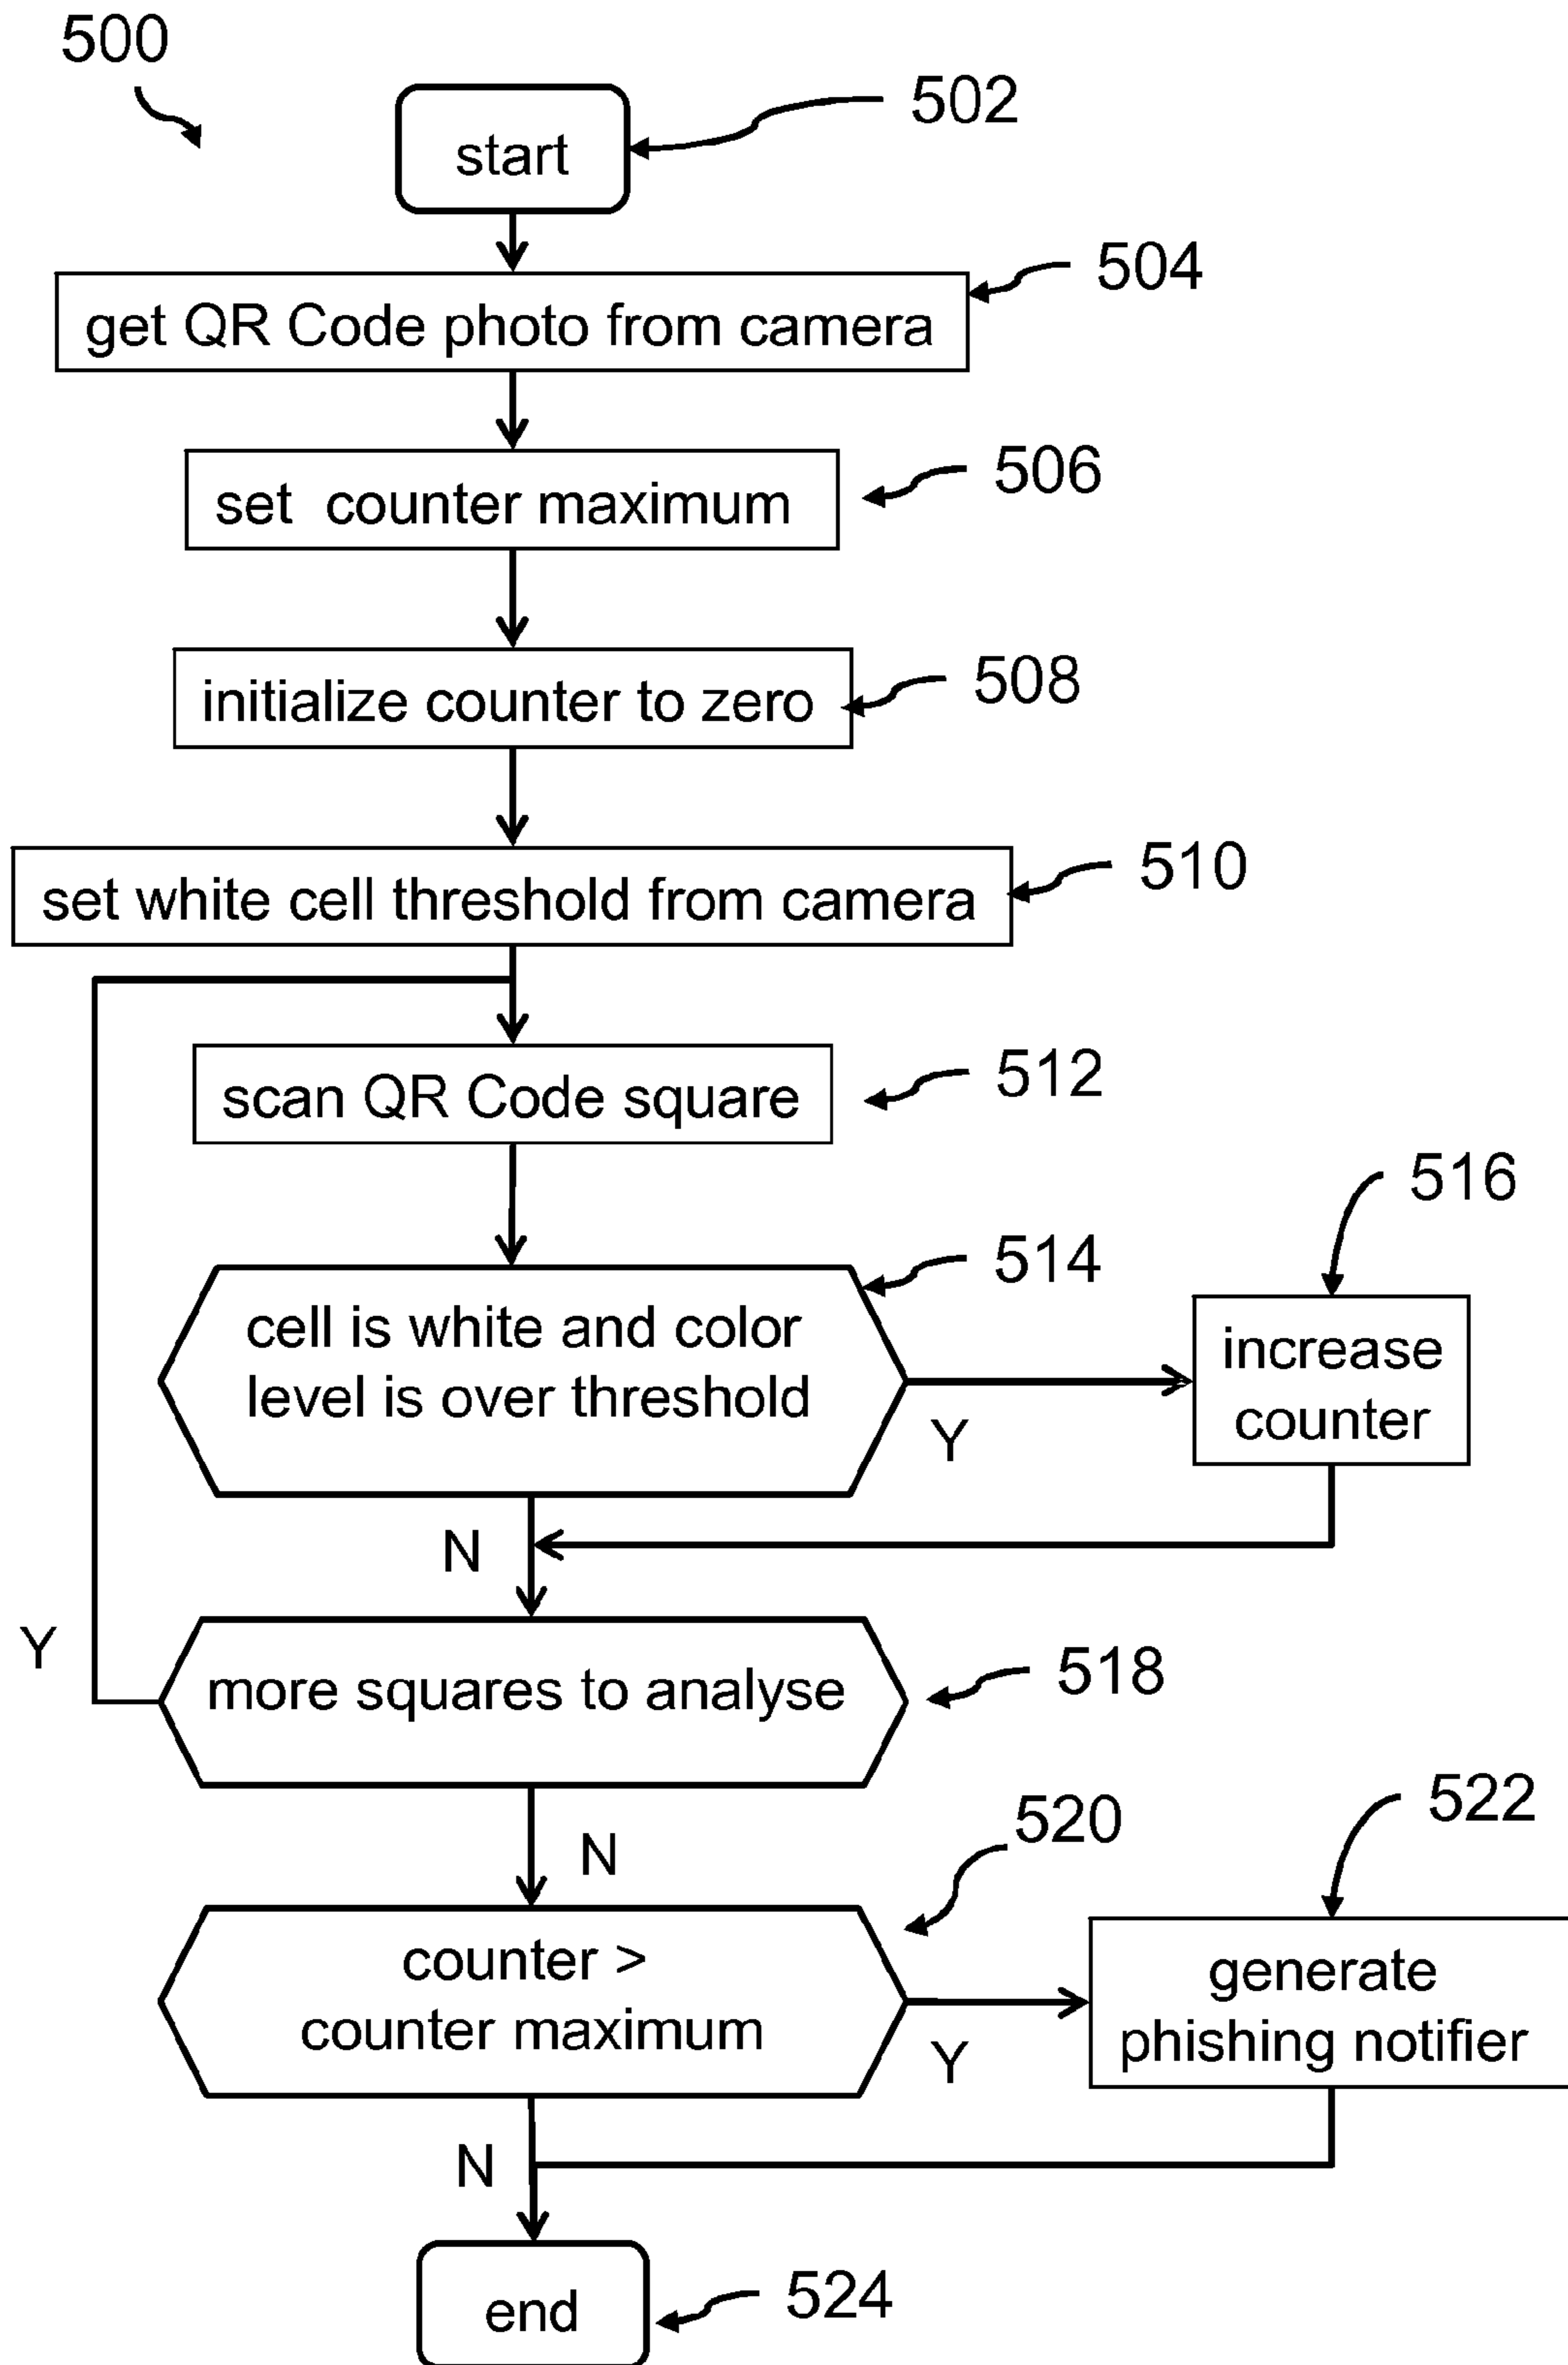 500
502
start
504
get QR Code photo from camera
506
set counter maximum
508
initialize counter to zero
510
set white cell threshold from camera
512
scan QR Code square
516
514
cell is white and color
level is over threshold
increase
counter
Y
N
Y
more squares to analyse
518
522
520
N
counter >
counter maximum
generate
phishing notifier
Y
N
524
end